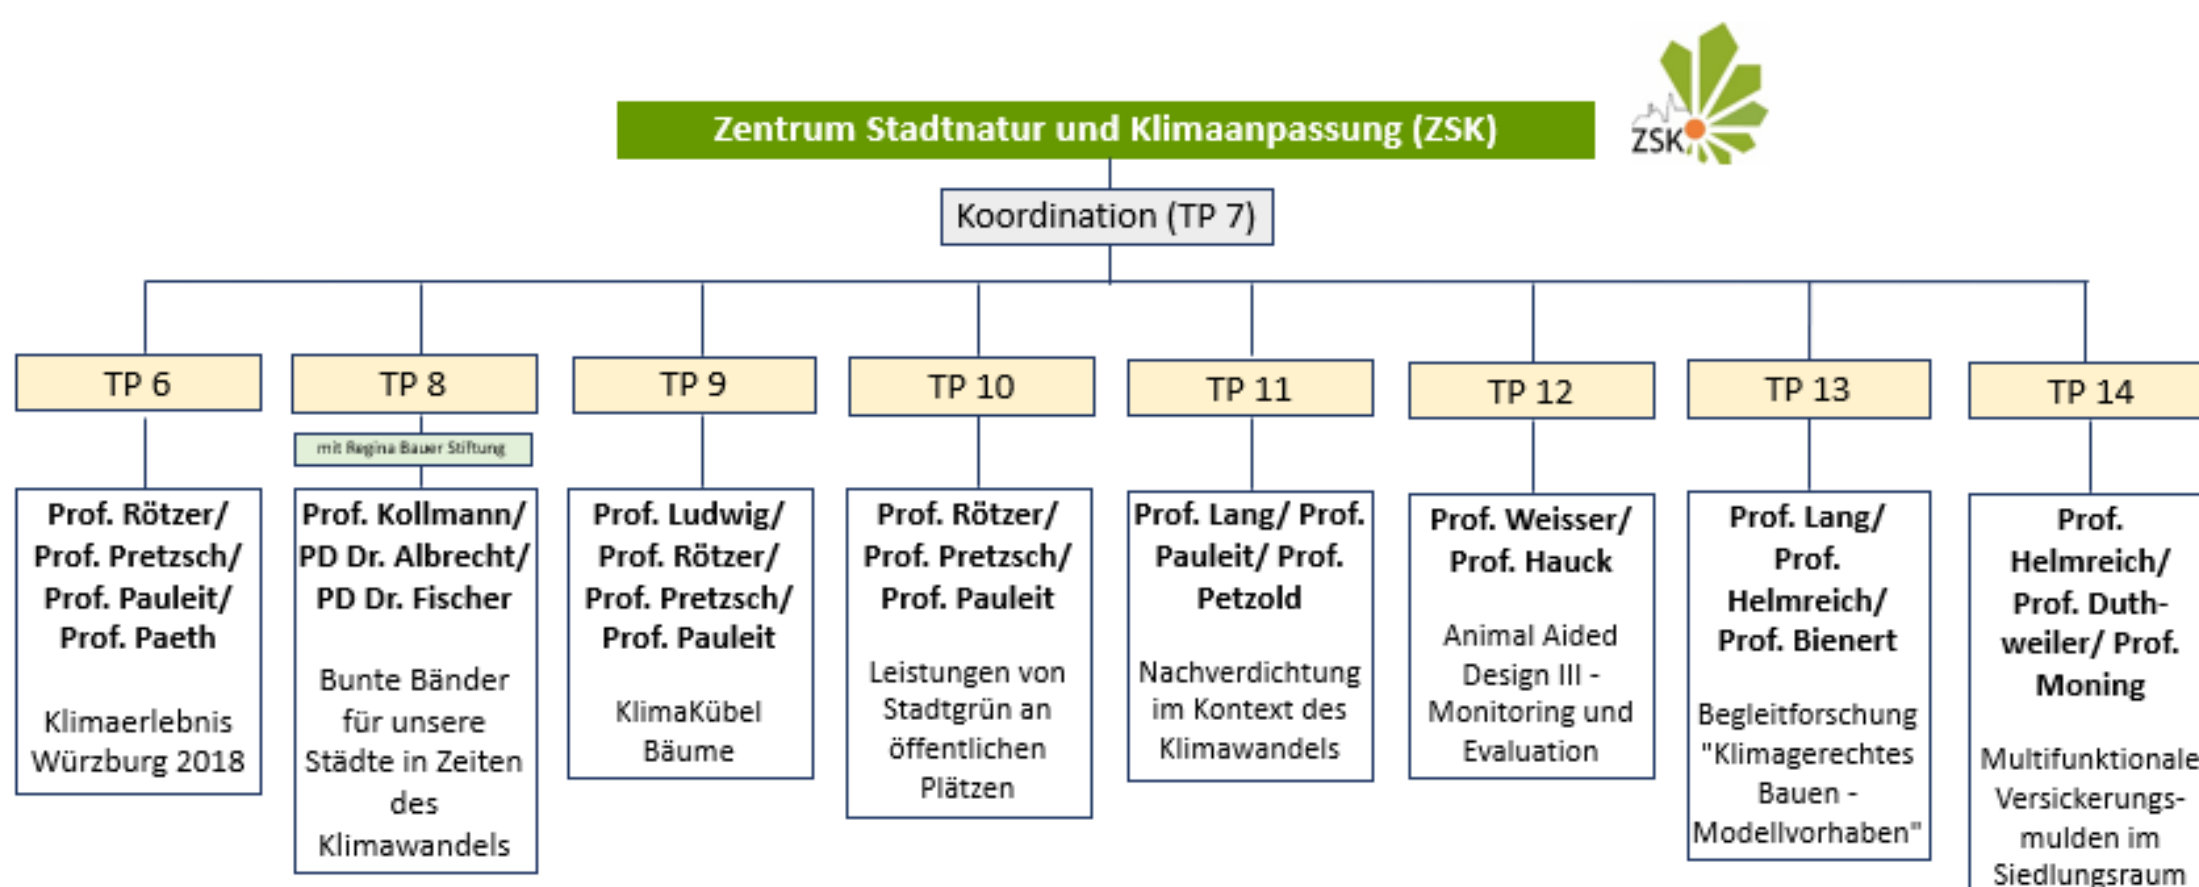 Zentrum Stadtnatur und Klimaanpassung (ZSK)
ZSK
Koordination (TP 7)
TP 6
Prof. Rötzer/
Prof. Pretzsch/
Prof. Pauleit/
Prof. Paeth
Klimaerlebnis
Würzburg 2018
TP 8
mit Regina Bauer Stiftung
Prof. Kollmann/
PD Dr. Albrecht/
PD Dr. Fischer
Bunte Bänder
für unsere
Städte in Zeiten
des
Klimawandels
TP 9
Prof. Ludwig/
Prof. Rötzer/
Prof. Pretzsch/
Prof. Pauleit
KlimaKübel
Bäume
TP 10
Prof. Rötzer/
Prof. Pretzsch/
Prof. Pauleit
Leistungen von
Stadtgrün an
öffentlichen
Plätzen
TP 11
Prof. Lang/ Prof.
Pauleit/ Prof.
Petzold
Nachverdichtung
im Kontext des
Klimawandels
TP 12
Prof. Weisser/
Prof. Hauck
Animal Aided
Design III -
Monitoring und
Evaluation
TP 13
Prof. Lang/
Prof.
Helmreich/
Prof. Bienert
Begleitforschung
"Klimagerechtes
Bauen -
Modellvorhaben"
TP 14
Prof.
Helmreich/
Prof. Duth-
weiler/ Prof.
Moning
Multifunktionale
Versickerungs-
mulden im
Siedlungsraum